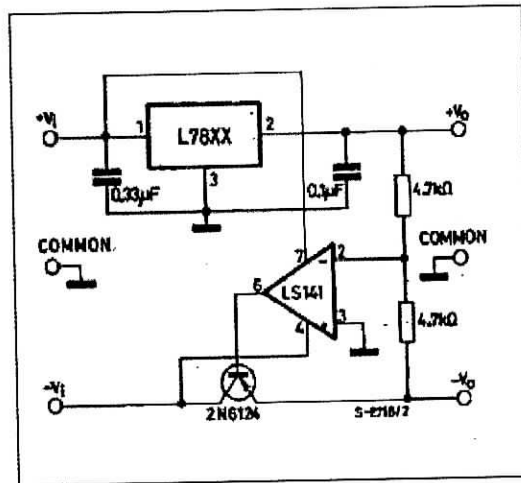 +Vi
1
L78XX
2
+Vo
3
0.33µF
0.1µF
4.7kΩ
COMMON
COMMON
7
2
6
LS141
-
4
+
3
4.7kΩ
-Vi
-Vo
2N6124
S-2718/2